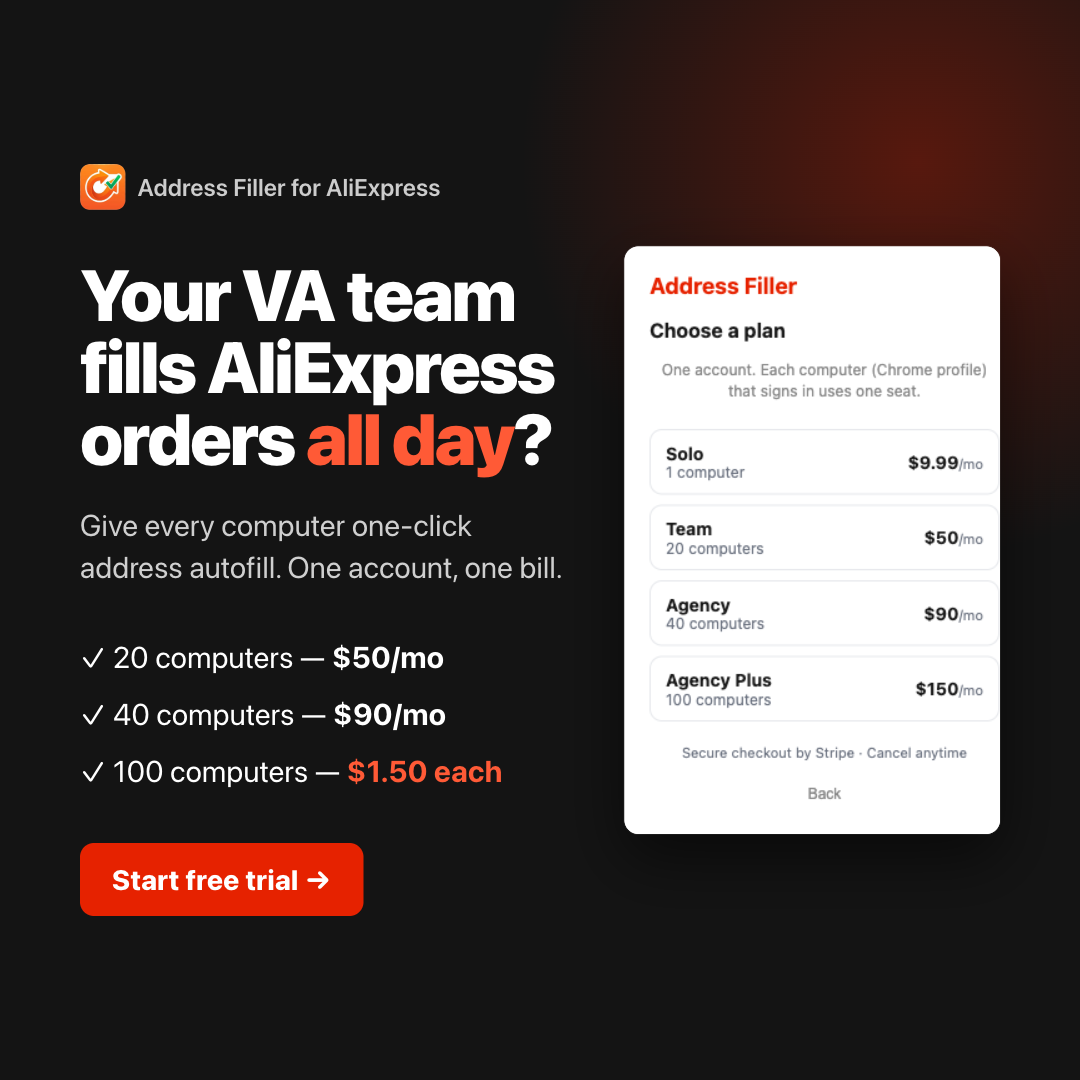 Address Filler for AliExpress
Your VA team
fills AliExpress
orders all day?
Give every computer one-click
address autofill. One account, one bill.
✓ 20 computers — $50/mo
✓ 40 computers — $90/mo
✓ 100 computers — $1.50 each
Start free trial →
Address Filler
Choose a plan
One account. Each computer (Chrome profile)
that signs in uses one seat.
Solo
1 computer
$9.99/mo
Team
20 computers
$50/mo
Agency
40 computers
$90/mo
Agency Plus
100 computers
$150/mo
Secure checkout by Stripe · Cancel anytime
Back